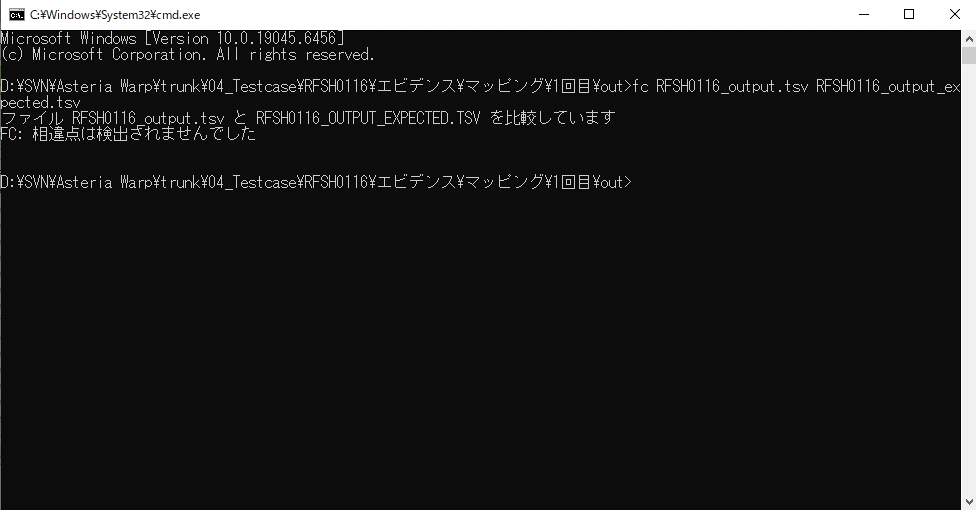 C:¥Windows¥System32¥cmd.exe
Microsoft Windows [Version 10.0.19045.6456]
(c) Microsoft Corporation. All rights reserved.
D:¥SVN¥Asteria Warp¥trunk¥04_Testcase¥RFSH0116¥エビデンス¥マッピング¥1回目¥out>fc RFSH0116_output.tsv RFSH0116_output_ex
pected.tsv
ファイル RFSH0116_output.tsv と RFSH0116_OUTPUT_EXPECTED.TSV を比較しています
FC: 相違点は検出されませんでした
D:¥SVN¥Asteria Warp¥trunk¥04_Testcase¥RFSH0116¥エビデンス¥マッピング¥1回目¥out>